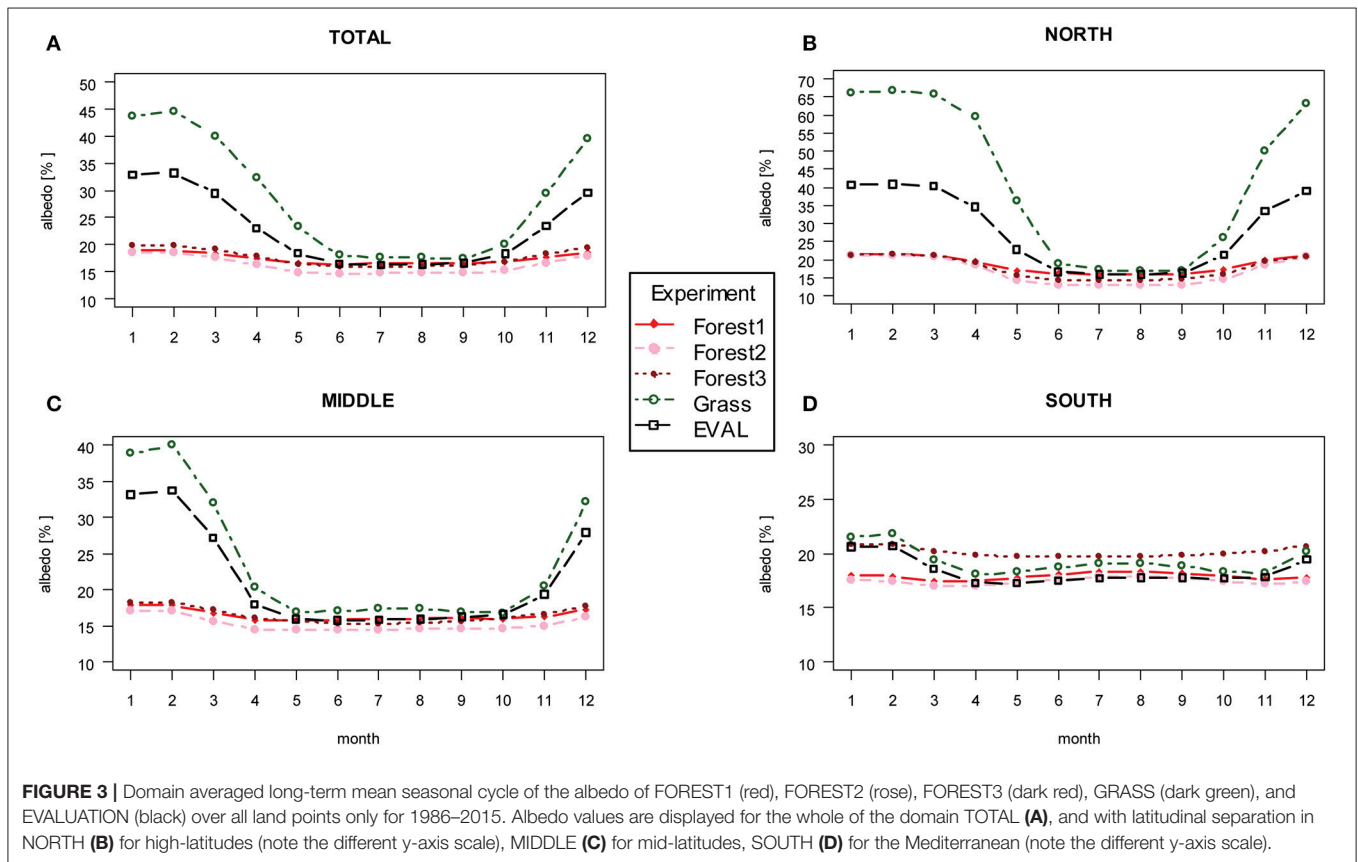 A
TOTAL
albedo [% ]
50
45
40
35
30
25
20
15
10
1 2 3 4 5 6 7 8 9 10 11 12
B
NORTH
albedo [% ]
70
65
60
55
50
45
40
35
30
25
20
15
10
1 2 3 4 5 6 7 8 9 10 11 12
Experiment
Forest1
Forest2
Forest3
Grass
EVAL
C
MIDDLE
albedo [% ]
40
35
30
25
20
15
10
1 2 3 4 5 6 7 8 9 10 11 12
month
D
SOUTH
albedo [% ]
30
25
20
15
10
1 2 3 4 5 6 7 8 9 10 11 12
month
FIGURE 3 | Domain averaged long-term mean seasonal cycle of the albedo of FOREST1 (red), FOREST2 (rose), FOREST3 (dark red), GRASS (dark green), and
EVALUATION (black) over all land points only for 1986–2015. Albedo values are displayed for the whole of the domain TOTAL (A), and with latitudinal separation in
NORTH (B) for high-latitudes (note the different y-axis scale), MIDDLE (C) for mid-latitudes, SOUTH (D) for the Mediterranean (note the different y-axis scale).